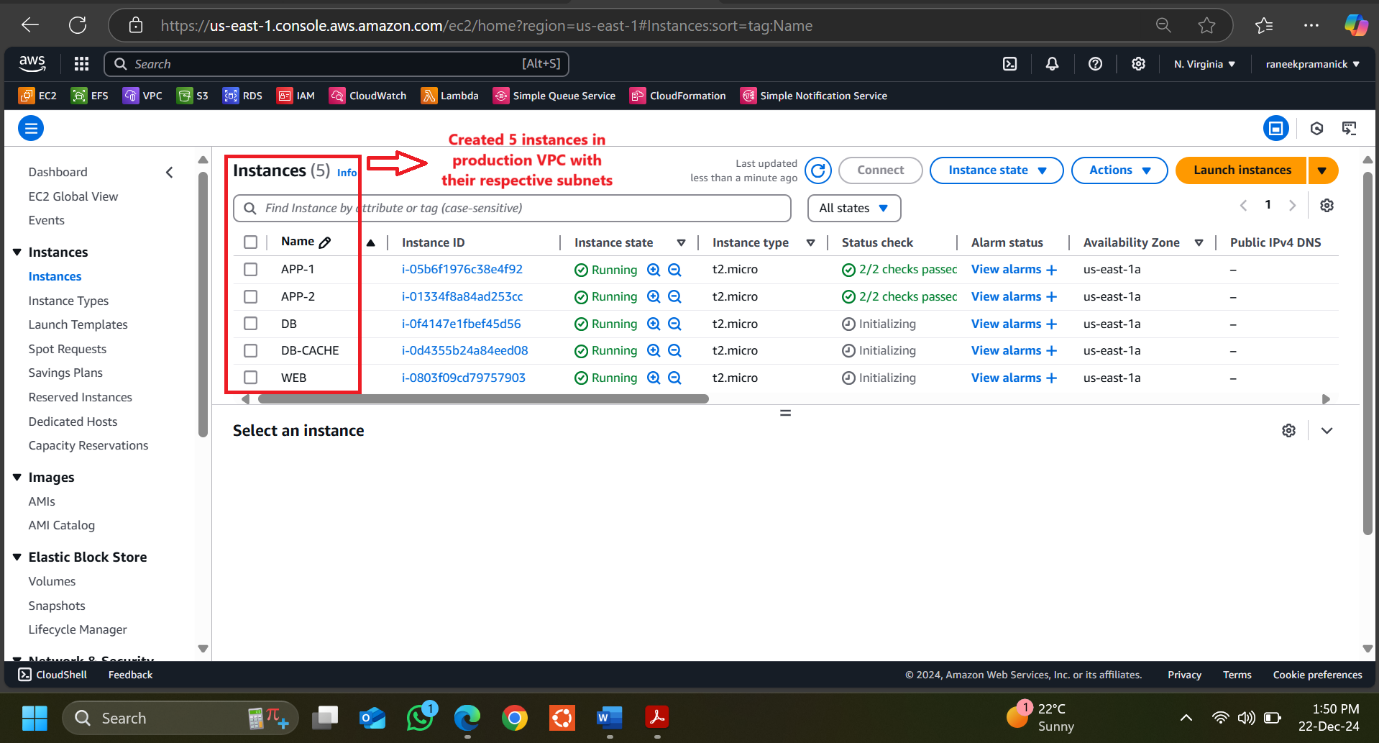 https://us-east-1.console.aws.amazon.com/ec2/home?region=us-east-1#Instances:sort=tag:Name
aws
Search [Alt+S]
N. Virginia
raneekpramanick
EC2 EFS VPC S3 RDS IAM CloudWatch Lambda Simple Queue Service CloudFormation Simple Notification Service
Dashboard
EC2 Global View
Events
Instances
Instances
Instance Types
Launch Templates
Spot Requests
Savings Plans
Reserved Instances
Dedicated Hosts
Capacity Reservations
Images
AMIs
AMI Catalog
Elastic Block Store
Volumes
Snapshots
Lifecycle Manager
Network & Security
Instances (5) Info
Created 5 instances in
production VPC with
their respective subnets
Last updated
less than a minute ago
Connect
Instance state
Actions
Launch instances
Find Instance by attribute or tag (case-sensitive)
All states
1
Name Instance ID Instance state Instance type Status check Alarm status Availability Zone Public IPv4 DNS
APP-1 i-05b6f1976c38e4f92 Running t2.micro 2/2 checks passec View alarms + us-east-1a –
APP-2 i-01334f8a84ad253cc Running t2.micro 2/2 checks passec View alarms + us-east-1a –
DB i-0f4147e1fbef45d56 Running t2.micro Initializing View alarms + us-east-1a –
DB-CACHE i-0d4355b24a84eed08 Running t2.micro Initializing View alarms + us-east-1a –
WEB i-0803f09cd79757903 Running t2.micro Initializing View alarms + us-east-1a –
Select an instance
CloudShell Feedback
© 2024, Amazon Web Services, Inc. or its affiliates. Privacy Terms Cookie preferences
Search
1
1
22°C
Sunny
1:50 PM
22-Dec-24